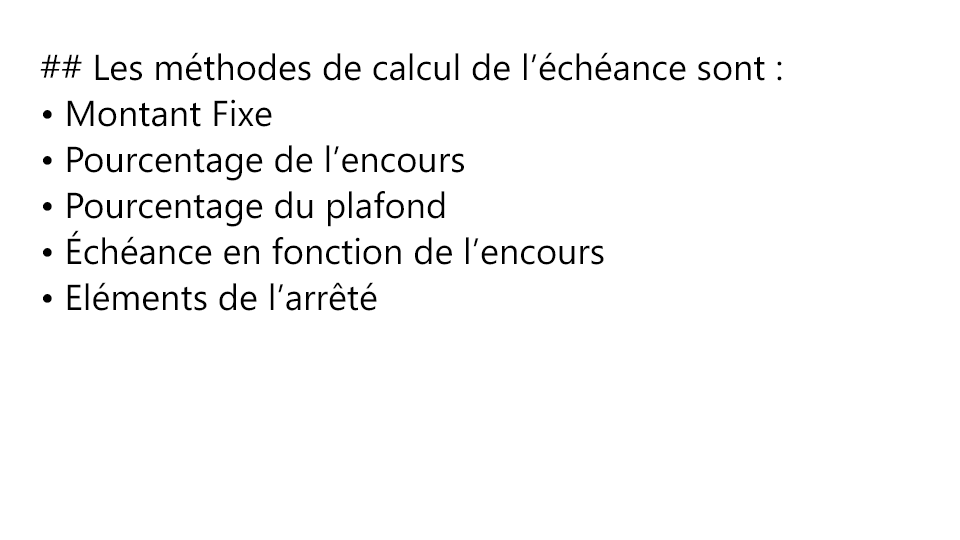 ## Les méthodes de calcul de l’échéance sont :
• Montant Fixe
• Pourcentage de l’encours
• Pourcentage du plafond
• Échéance en fonction de l’encours
• Eléments de l’arrêté